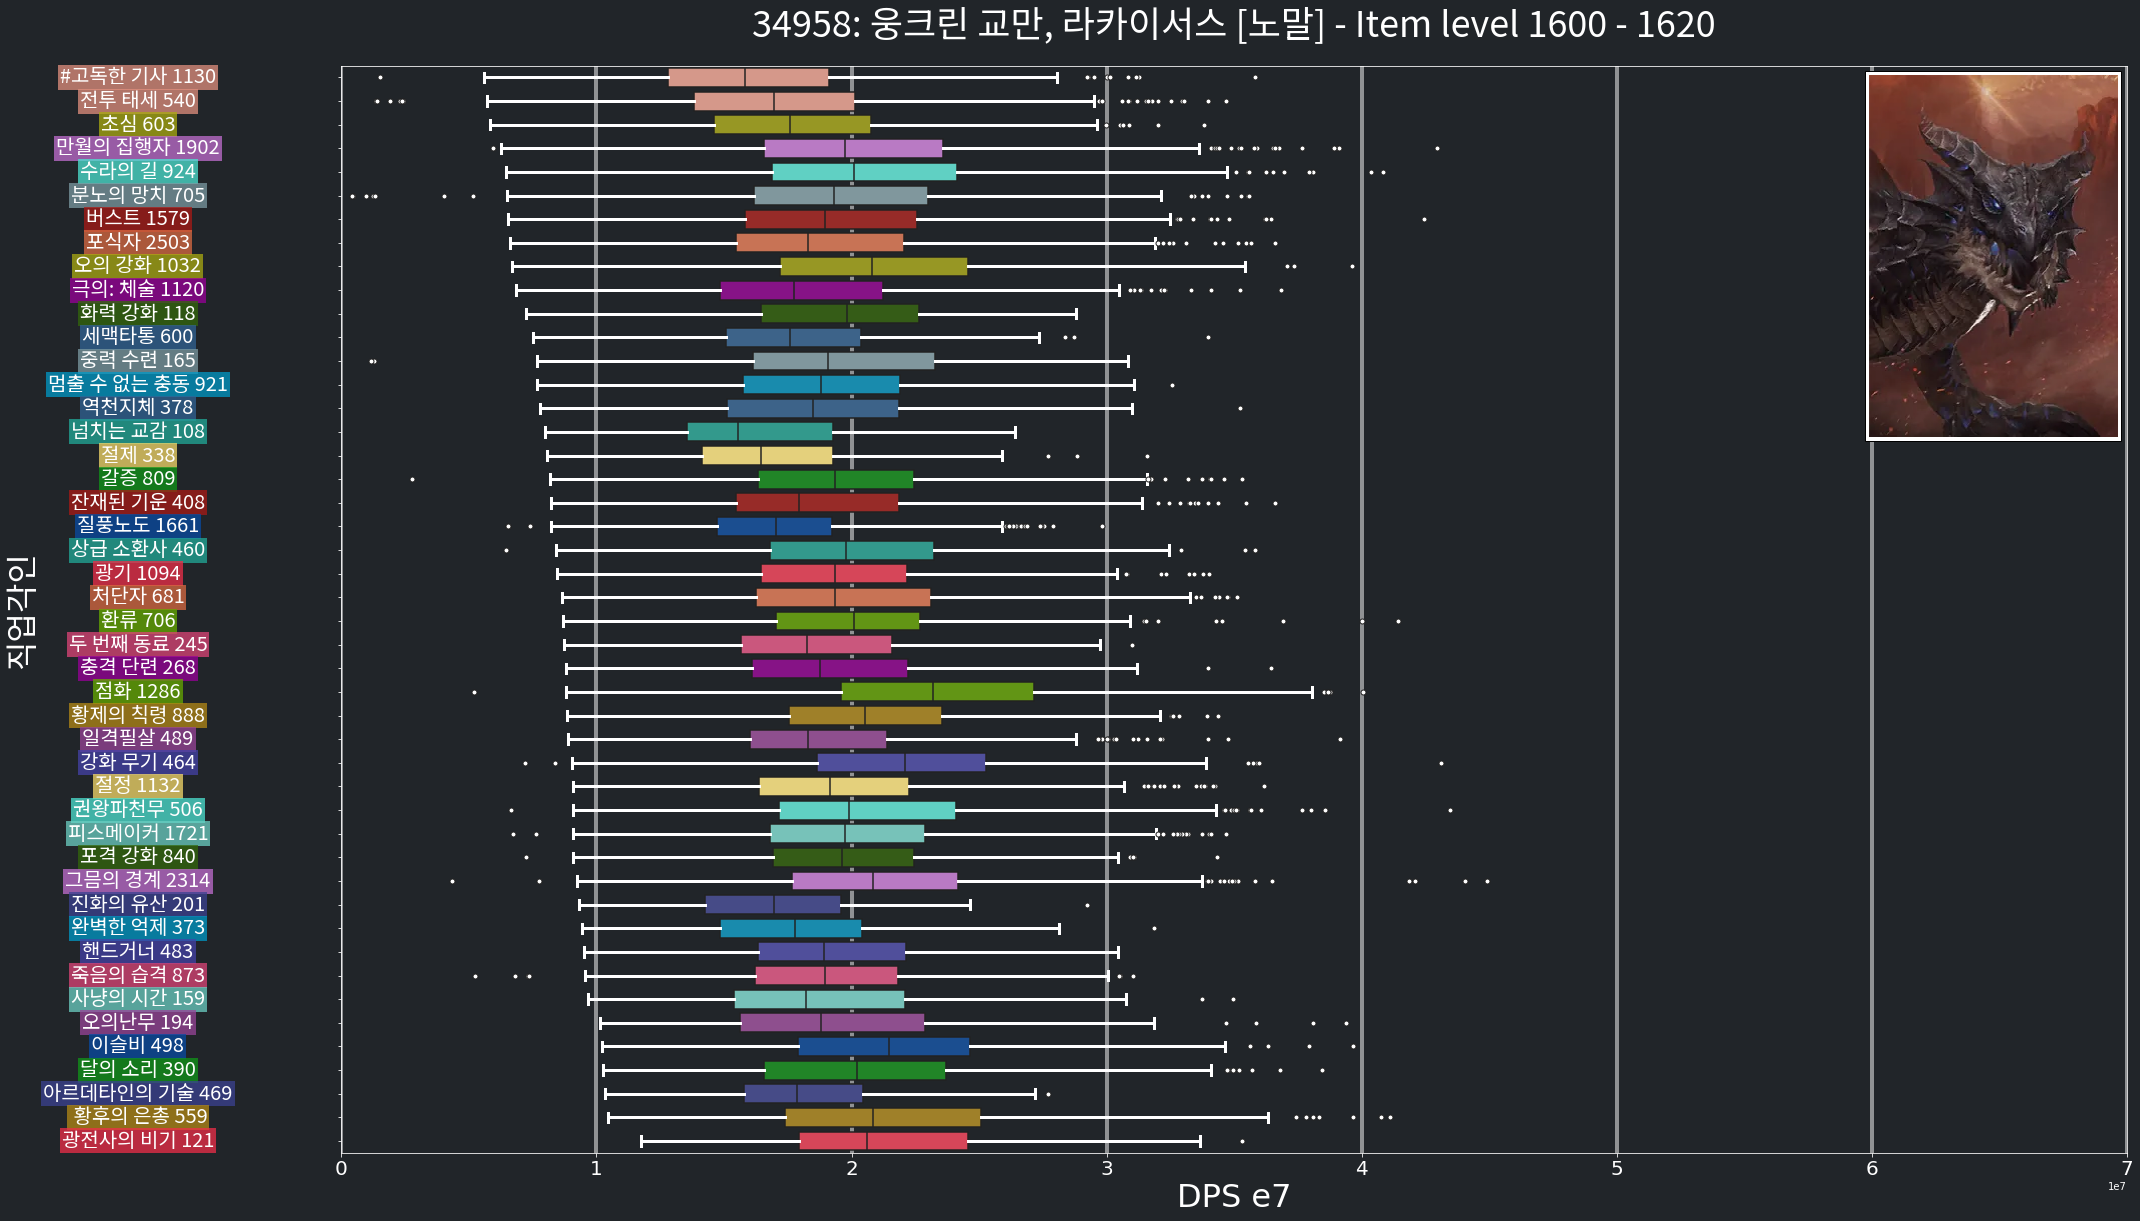 34958: 웅크린 교만, 라카이서스 [노말] - Item level 1600 - 1620
#고독한 기사 1130
전투 태세 540
초심 603
만월의 집행자 1902
수라의 길 924
분노의 망치 705
버스트 1579
포식자 2503
오의 강화 1032
극의: 체술 1120
화력 강화 118
세맥타통 600
중력 수련 165
멈출 수 없는 충동 921
역천지체 378
넘치는 교감 108
절제 338
갈증 809
잔재된 기운 408
질풍노도 1661
상급 소환사 460
광기 1094
처단자 681
환류 706
두 번째 동료 245
충격 단련 268
점화 1286
황제의 칙령 888
일격필살 489
강화 무기 464
절정 1132
권왕파천무 506
피스메이커 1721
포격 강화 840
그믐의 경계 2314
진화의 유산 201
완벽한 억제 373
핸드거너 483
죽음의 습격 873
사냥의 시간 159
오의난무 194
이슬비 498
달의 소리 390
아르데타인의 기술 469
황후의 은총 559
광전사의 비기 121
직업각인
0 1 2 3 4 5 6 7
DPS e7
1e7